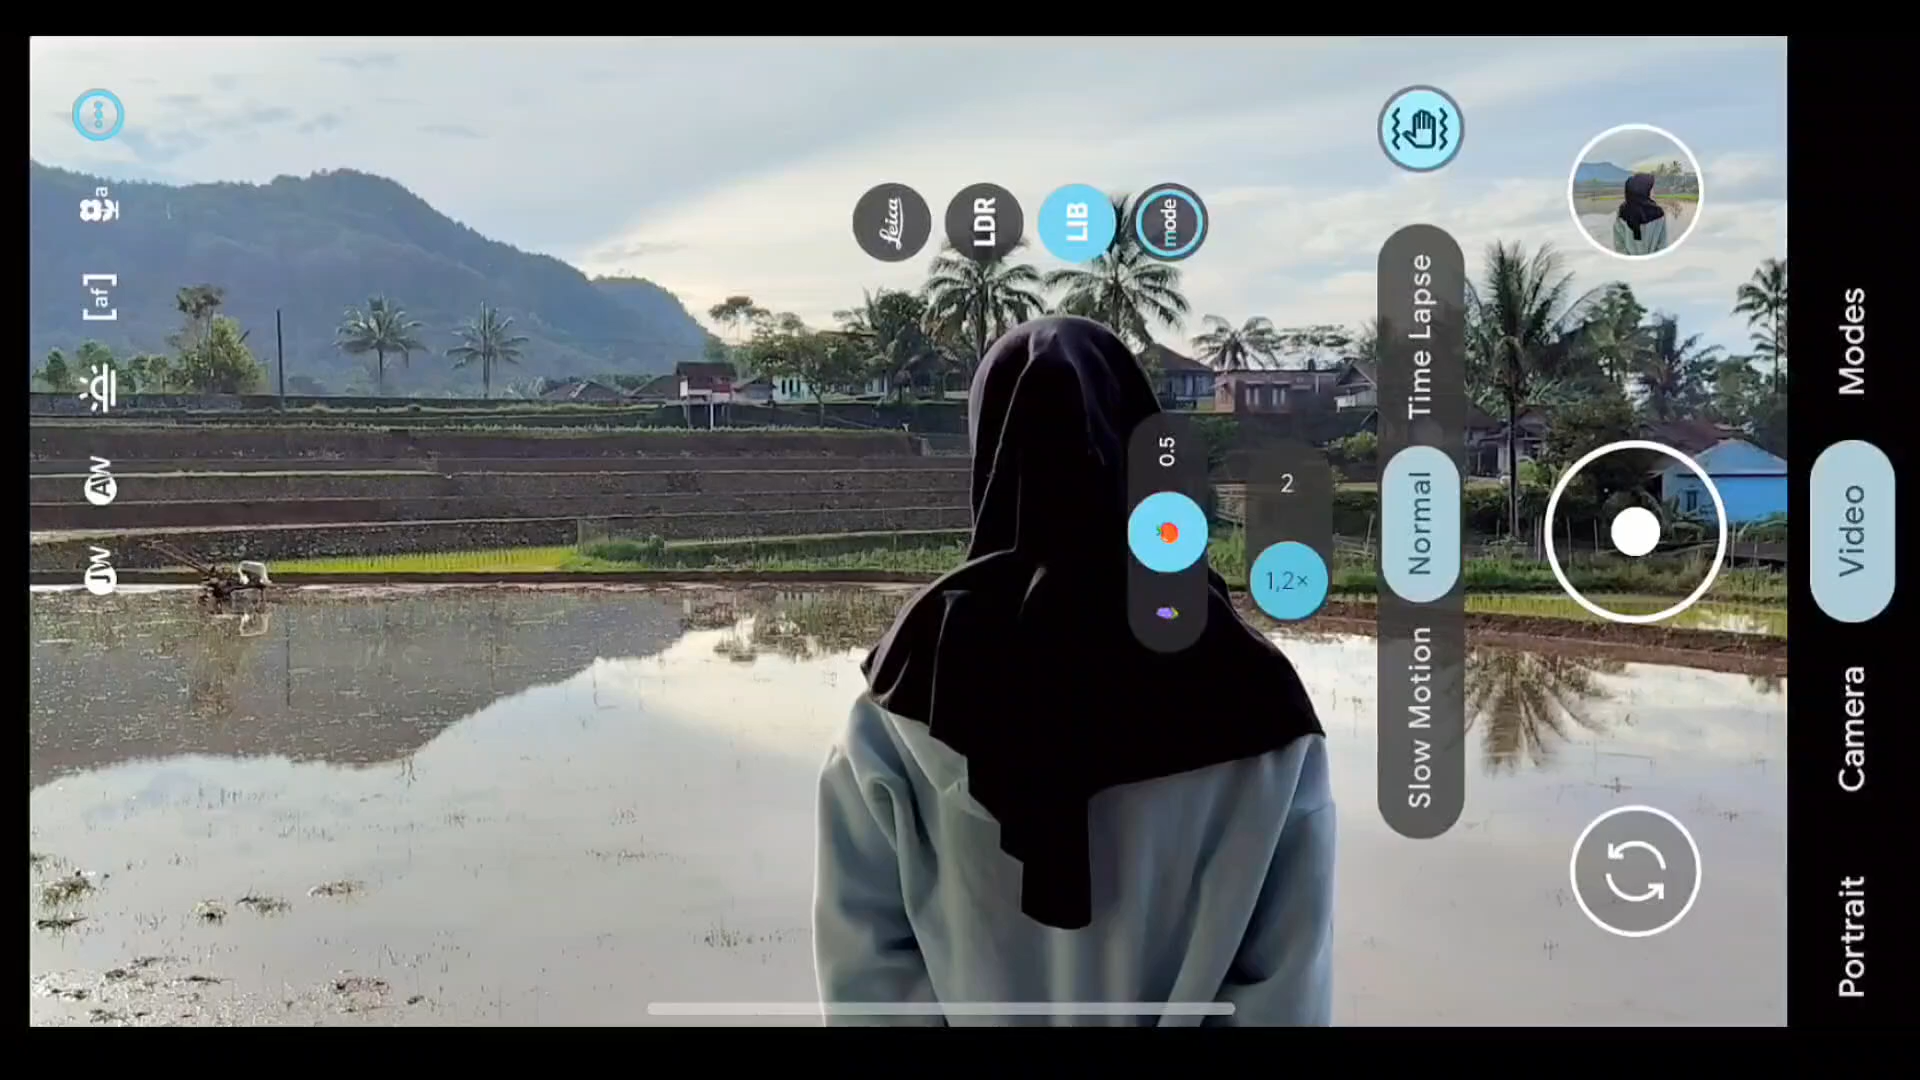 a
[af]
AW
JW
Leica
LDR
LIB
mode
0.5
2
1,2×
Time Lapse
Normal
Slow Motion
Modes
Video
Camera
Portrait